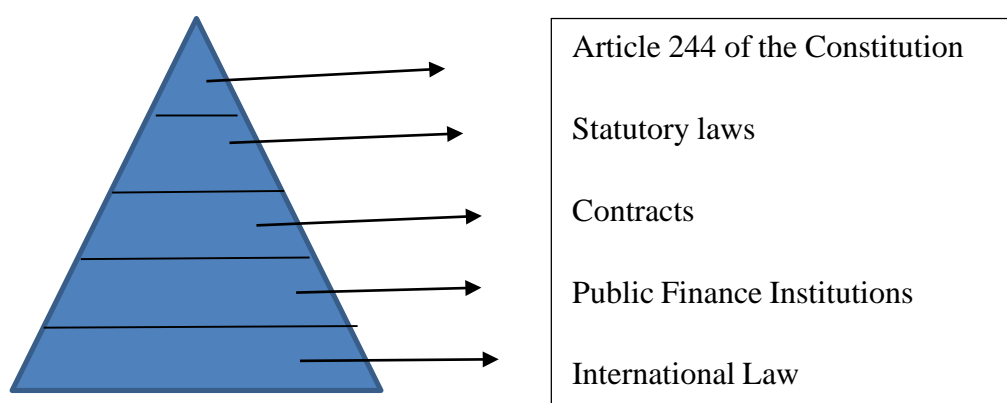 Article 244 of the Constitution
Statutory laws
Contracts
Public Finance Institutions
International Law